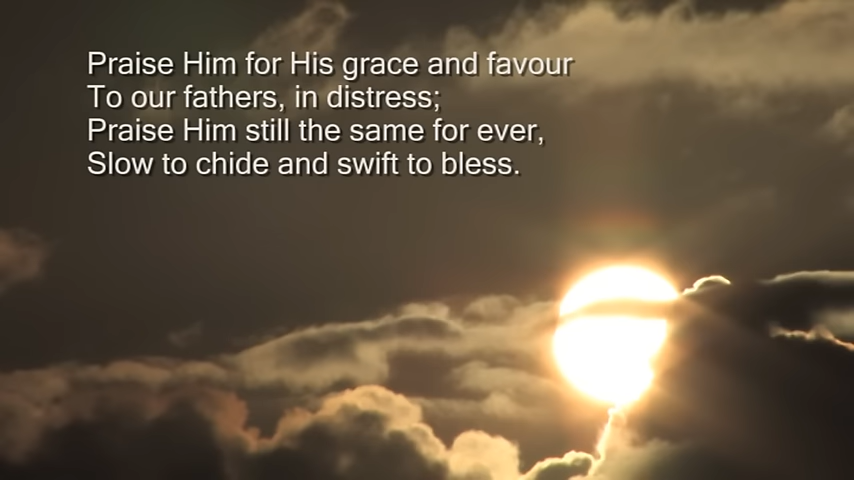 Praise Him for His grace and favour
To our fathers, in distress;
Praise Him still the same for ever,
Slow to chide and swift to bless.